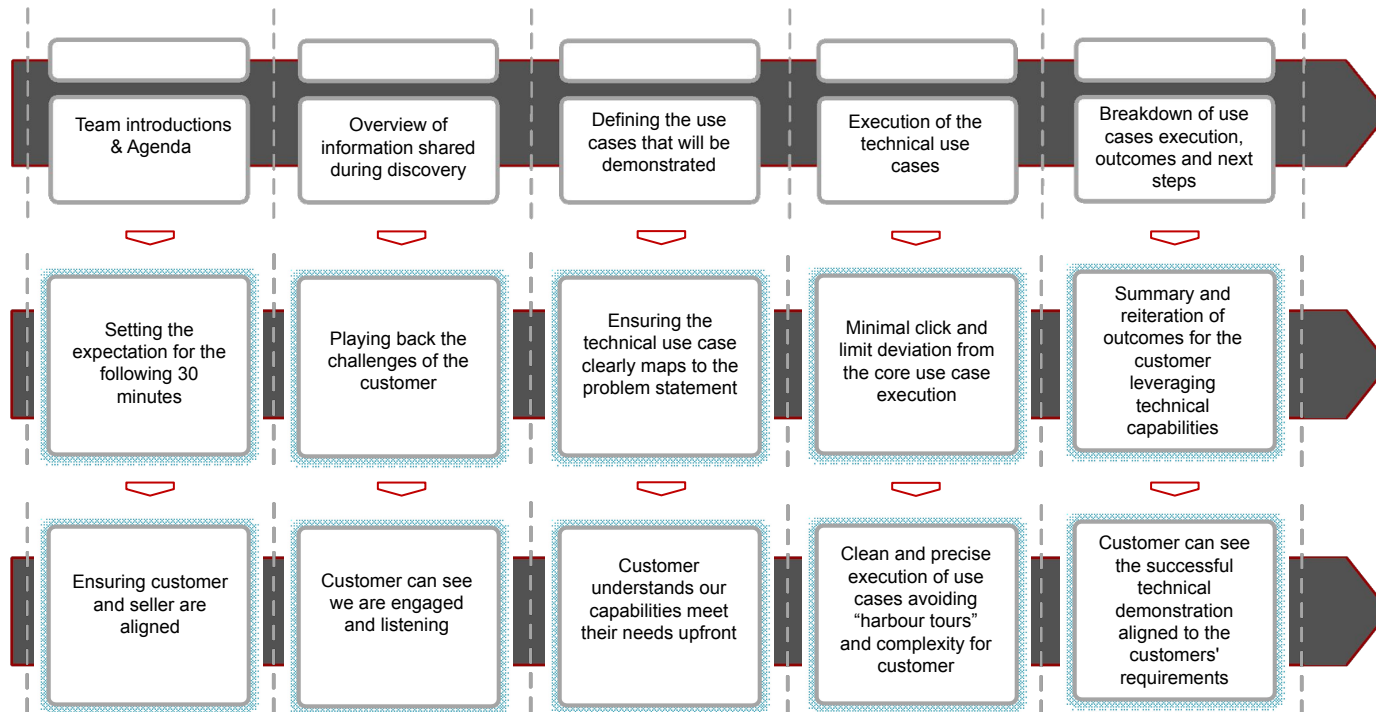 Team introductions
& Agenda
Overview of
information shared
during discovery
Defining the use
cases that will be
demonstrated
Execution of the
technical use
cases
Breakdown of use
cases execution,
outcomes and next
steps
Setting the
expectation for the
following 30
minutes
Playing back the
challenges of the
customer
Ensuring the
technical use case
clearly maps to the
problem statement
Minimal click and
limit deviation from
the core use case
execution
Summary and
reiteration of
outcomes for the
customer
leveraging
technical
capabilities
Ensuring customer
and seller are
aligned
Customer can see
we are engaged
and listening
Customer
understands our
capabilities meet
their needs upfront
Clean and precise
execution of use
cases avoiding
“harbour tours”
and complexity for
customer
Customer can see
the successful
technical
demonstration
aligned to the
customers'
requirements